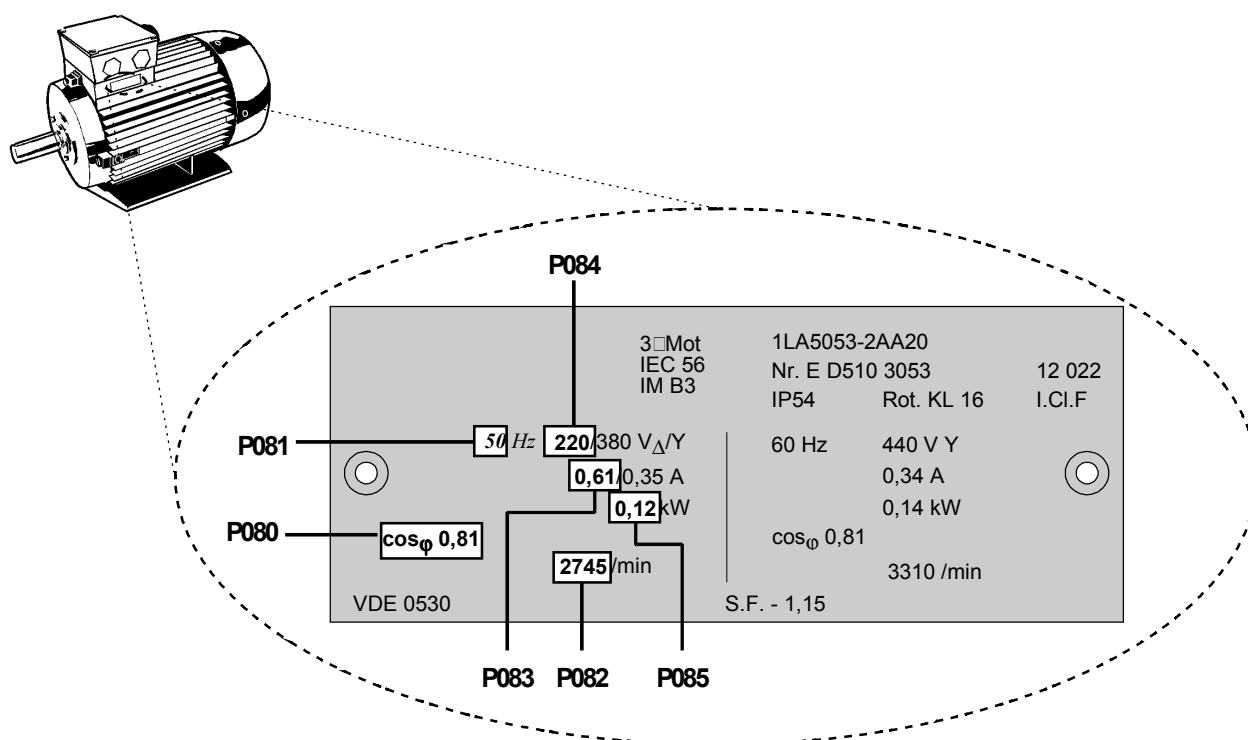 P084
3□Mot 1LA5053-2AA20
IEC 56 Nr. E D510 3053 12 022
IM B3 IP54 Rot. KL 16 I.Cl.F
P081 50 Hz 220/380 VΔ/Y 60 Hz 440 V Y
0,61/0,35 A 0,34 A
0,12 kW 0,14 kW
P080 cosφ 0,81 cosφ 0,81
2745/min 3310 /min
VDE 0530 S.F. - 1,15
P083 P082 P085